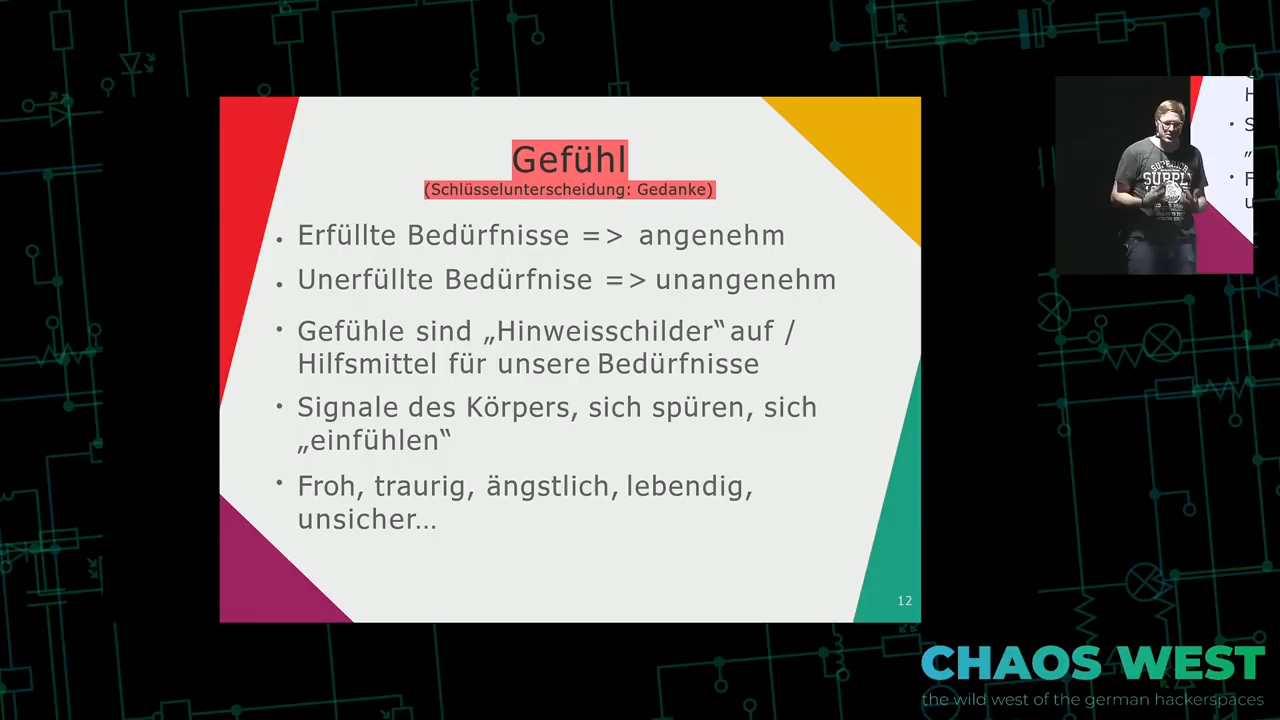 Gefühl
(Schlüsselunterscheidung: Gedanke)
• Erfüllte Bedürfnisse => angenehm
• Unerfüllte Bedürfnise => unangenehm
• Gefühle sind „Hinweisschilder“ auf /
Hilfsmittel für unsere Bedürfnisse
• Signale des Körpers, sich spüren, sich
„einfühlen“
• Froh, traurig, ängstlich, lebendig,
unsicher…
12
SUPERIOR
SUPPLY
CHAOS WEST
the wild west of the german hackerspaces